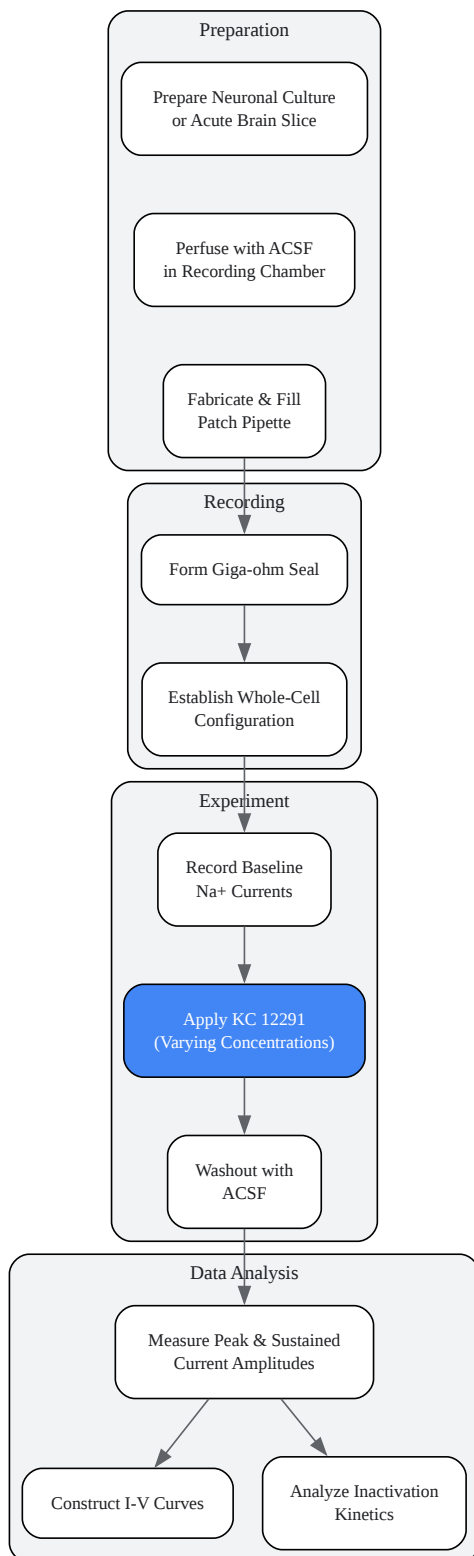 Preparation
Prepare Neuronal Culture
or Acute Brain Slice
Perfuse with ACSF
in Recording Chamber
Fabricate & Fill
Patch Pipette
Recording
Form Giga-ohm Seal
Establish Whole-Cell
Configuration
Experiment
Record Baseline
Na+ Currents
Apply KC 12291
(Varying Concentrations)
Washout with
ACSF
Data Analysis
Measure Peak & Sustained
Current Amplitudes
Construct I-V Curves
Analyze Inactivation
Kinetics